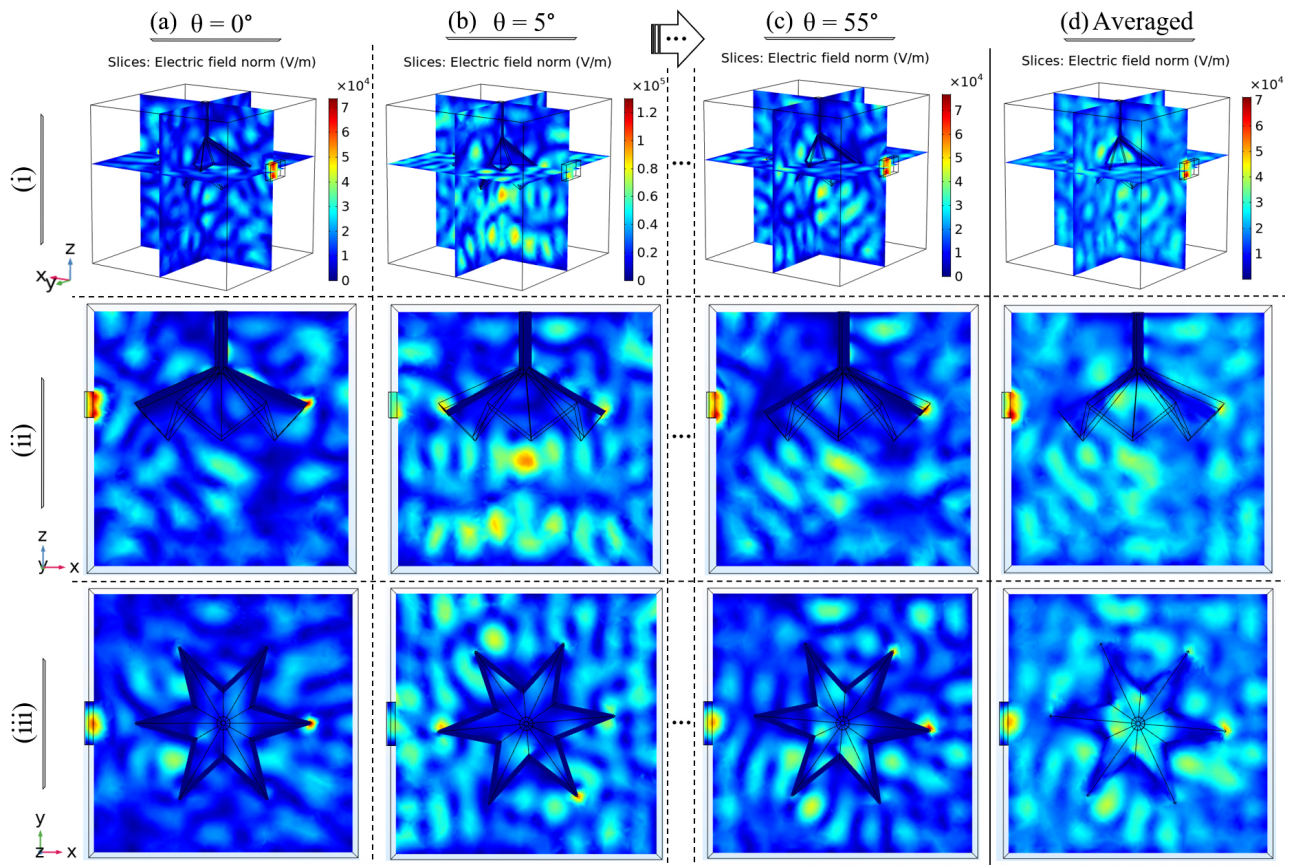 (a) θ = 0°
(b) θ = 5°
...
(c) θ = 55°
(d) Averaged
Slices: Electric field norm (V/m)
Slices: Electric field norm (V/m)
Slices: Electric field norm (V/m)
Slices: Electric field norm (V/m)
(i)
×10⁴
7
6
5
4
3
2
1
0
×10⁵
1.2
1
0.8
0.6
0.4
0.2
0
...
×10⁴
7
6
5
4
3
2
1
0
×10⁴
7
6
5
4
3
2
1
z
x
y
(ii)
...
z
y
x
(iii)
...
y
z
x